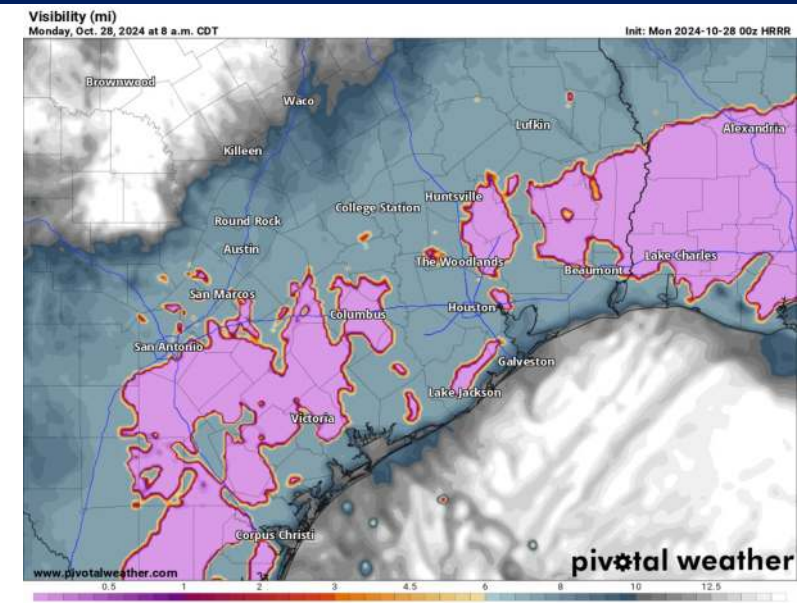 Visibility (mi)
Monday, Oct. 28, 2024 at 8 a.m. CDT
Init: Mon 2024-10-28 00z HRRR
Brownwood
Waco
Lufkin
Alexandria
Killeen
Huntsville
College Station
Round Rock
Austin
The Woodlands
Lake Charles
Beaumont
San Marcos
Houston
Columbus
San Antonio
Galveston
Lake Jackson
Victoria
Corpus Christi
pivotal weather
www.pivotalweather.com
0.5 1 2 3 4.5 6 8 10 12.5